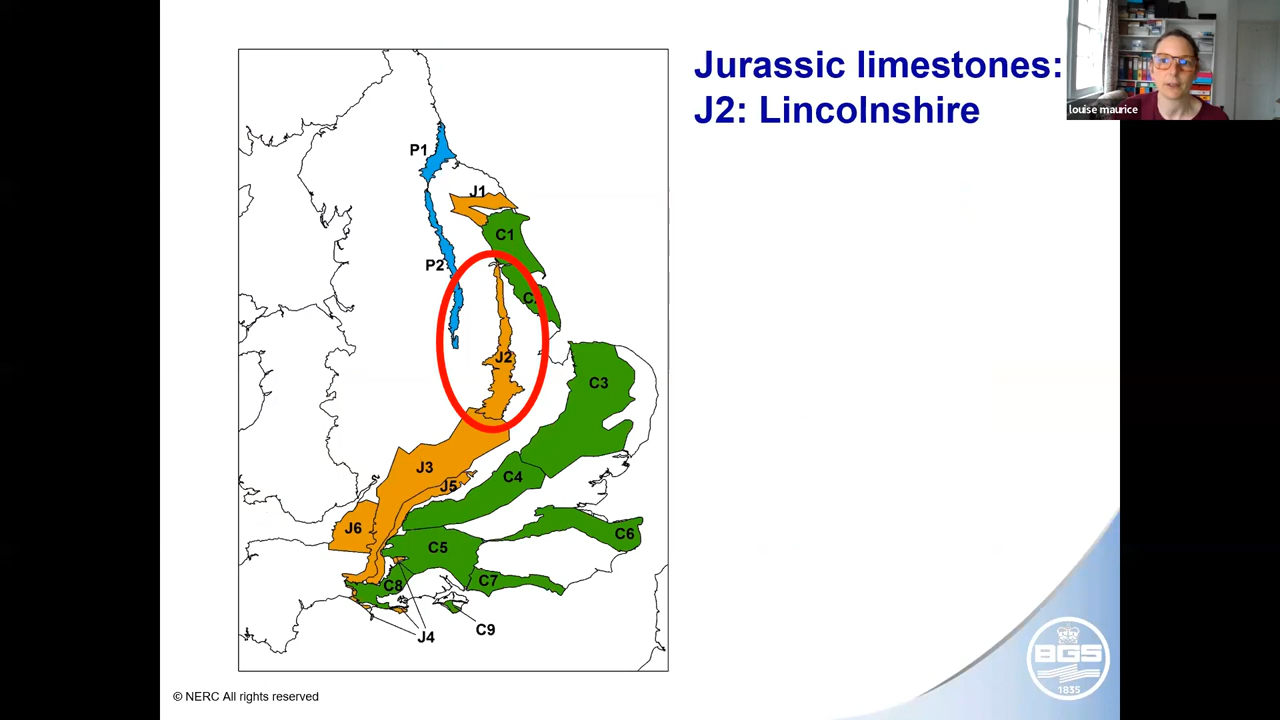 Jurassic limestones:
J2: Lincolnshire
louise maurice
P1
J1
C1
P2
C2
J2
C3
J3
C4
J5
J6
C5
C6
C8
C7
C9
J4
© NERC All rights reserved
BGS
1835